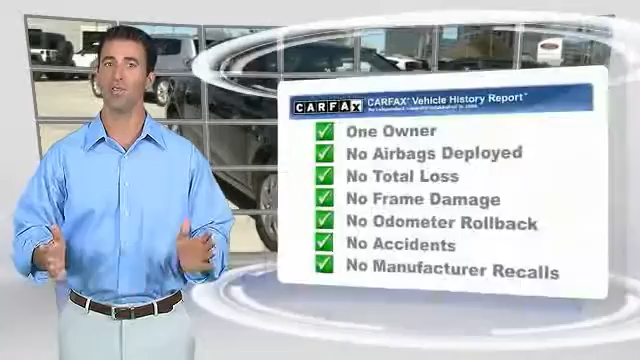 CARFAX CARFAX Vehicle History Report™
One Owner
No Airbags Deployed
No Total Loss
No Frame Damage
No Odometer Rollback
No Accidents
No Manufacturer Recalls